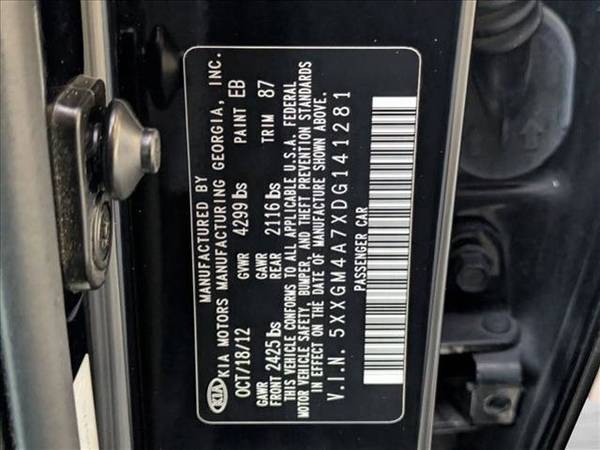 MANUFACTURED BY
KIA KIA MOTORS MANUFACTURING GEORGIA, INC.
OCT/18/12 GVWR 4299 lbs PAINT EB
GAWR FRONT 2425 lbs GAWR REAR 2116 lbs TRIM 87
THIS VEHICLE CONFORMS TO ALL APPLICABLE U.S.A. FEDERAL
MOTOR VEHICLE SAFETY, BUMPER, AND THEFT PREVENTION STANDARDS
IN EFFECT ON THE DATE OF MANUFACTURE SHOWN ABOVE.
V.I.N. 5XXGM4A7XDG141281
PASSENGER CAR